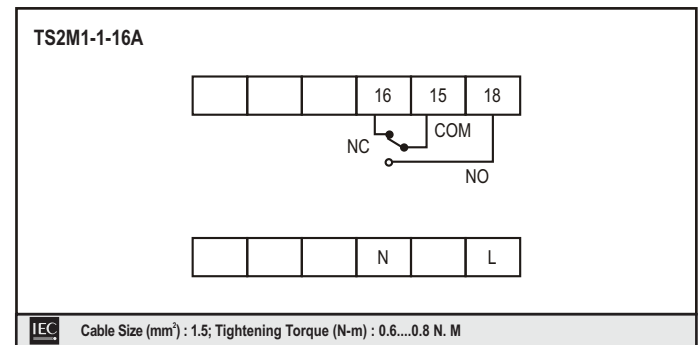 TS2M1-1-16A
16 15 18
NC COM
NO
N L
IEC Cable Size (mm²) : 1.5; Tightening Torque (N-m) : 0.6....0.8 N. M